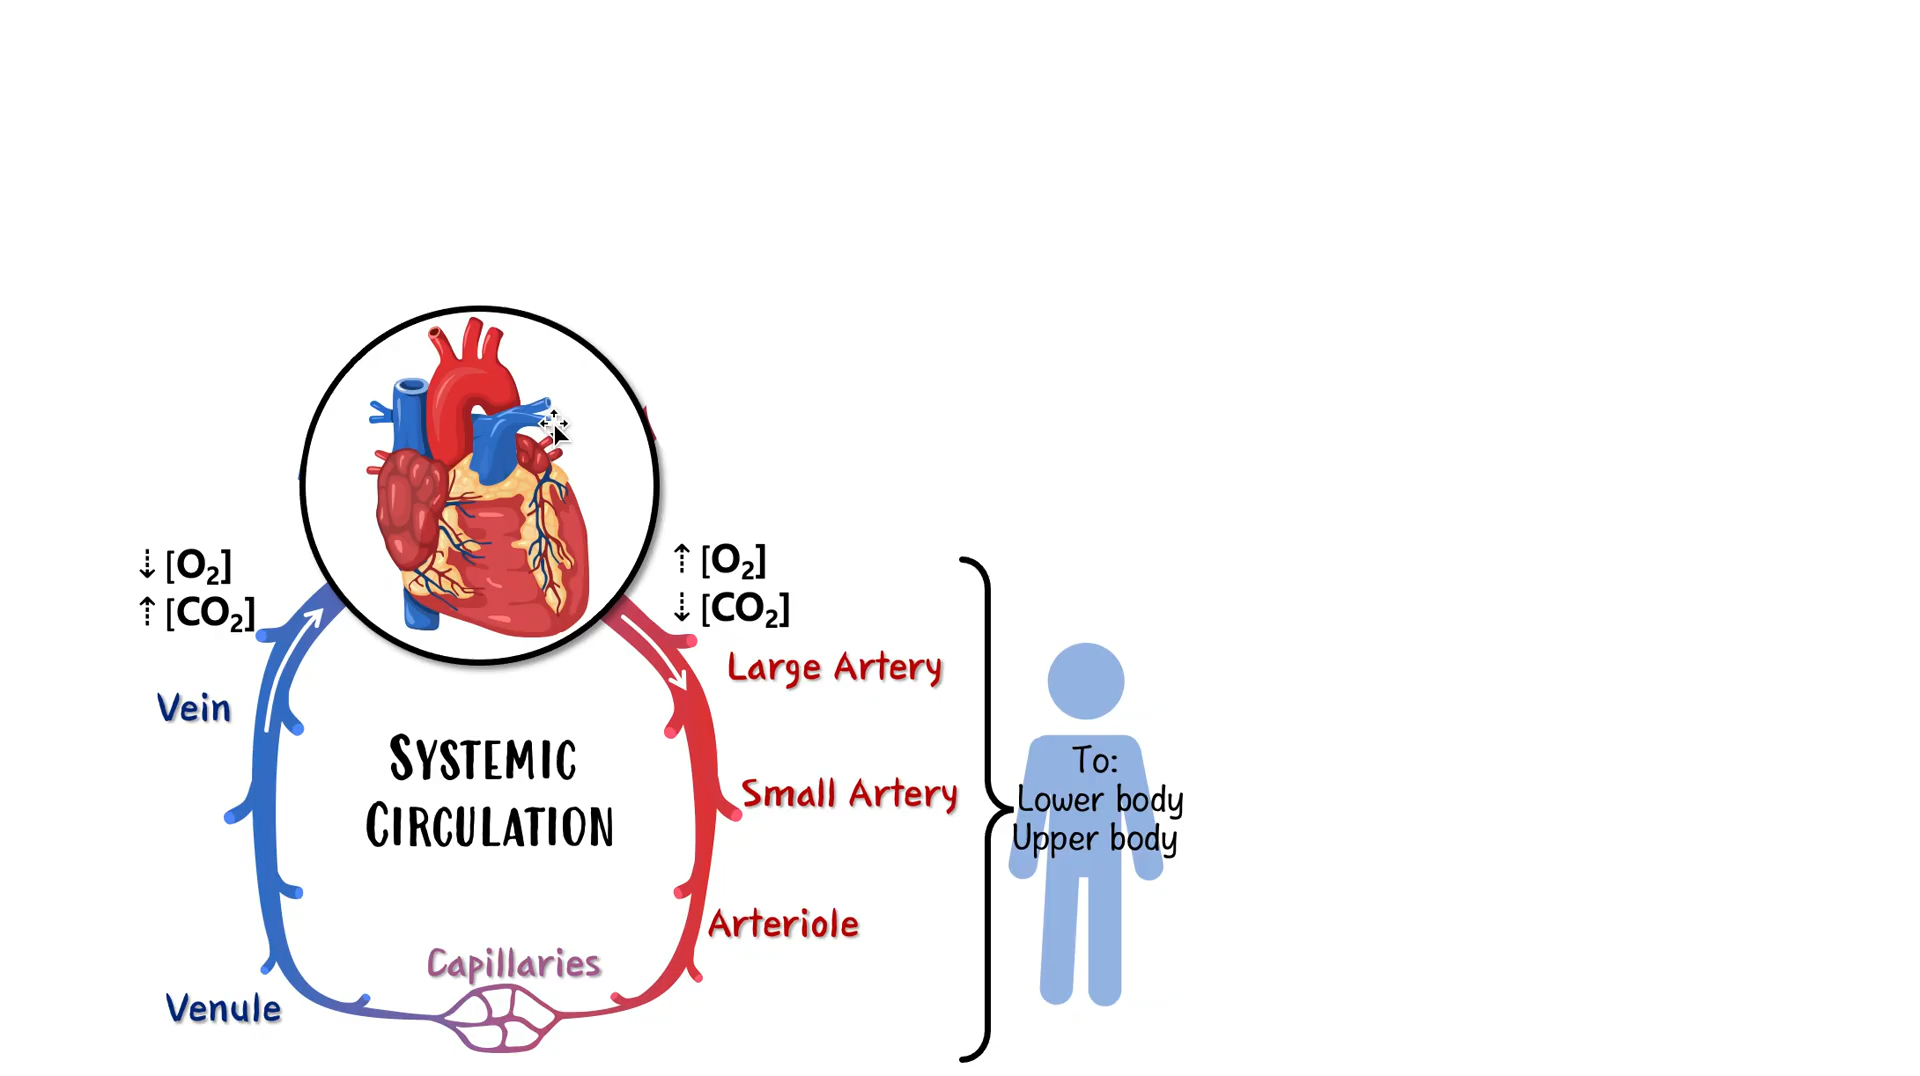 ↓ [O₂]
↑ [CO₂]
↑ [O₂]
↓ [CO₂]
Large Artery
Vein
Systemic
Circulation
Small Artery
To:
Lower body
Upper body
Arteriole
Capillaries
Venule